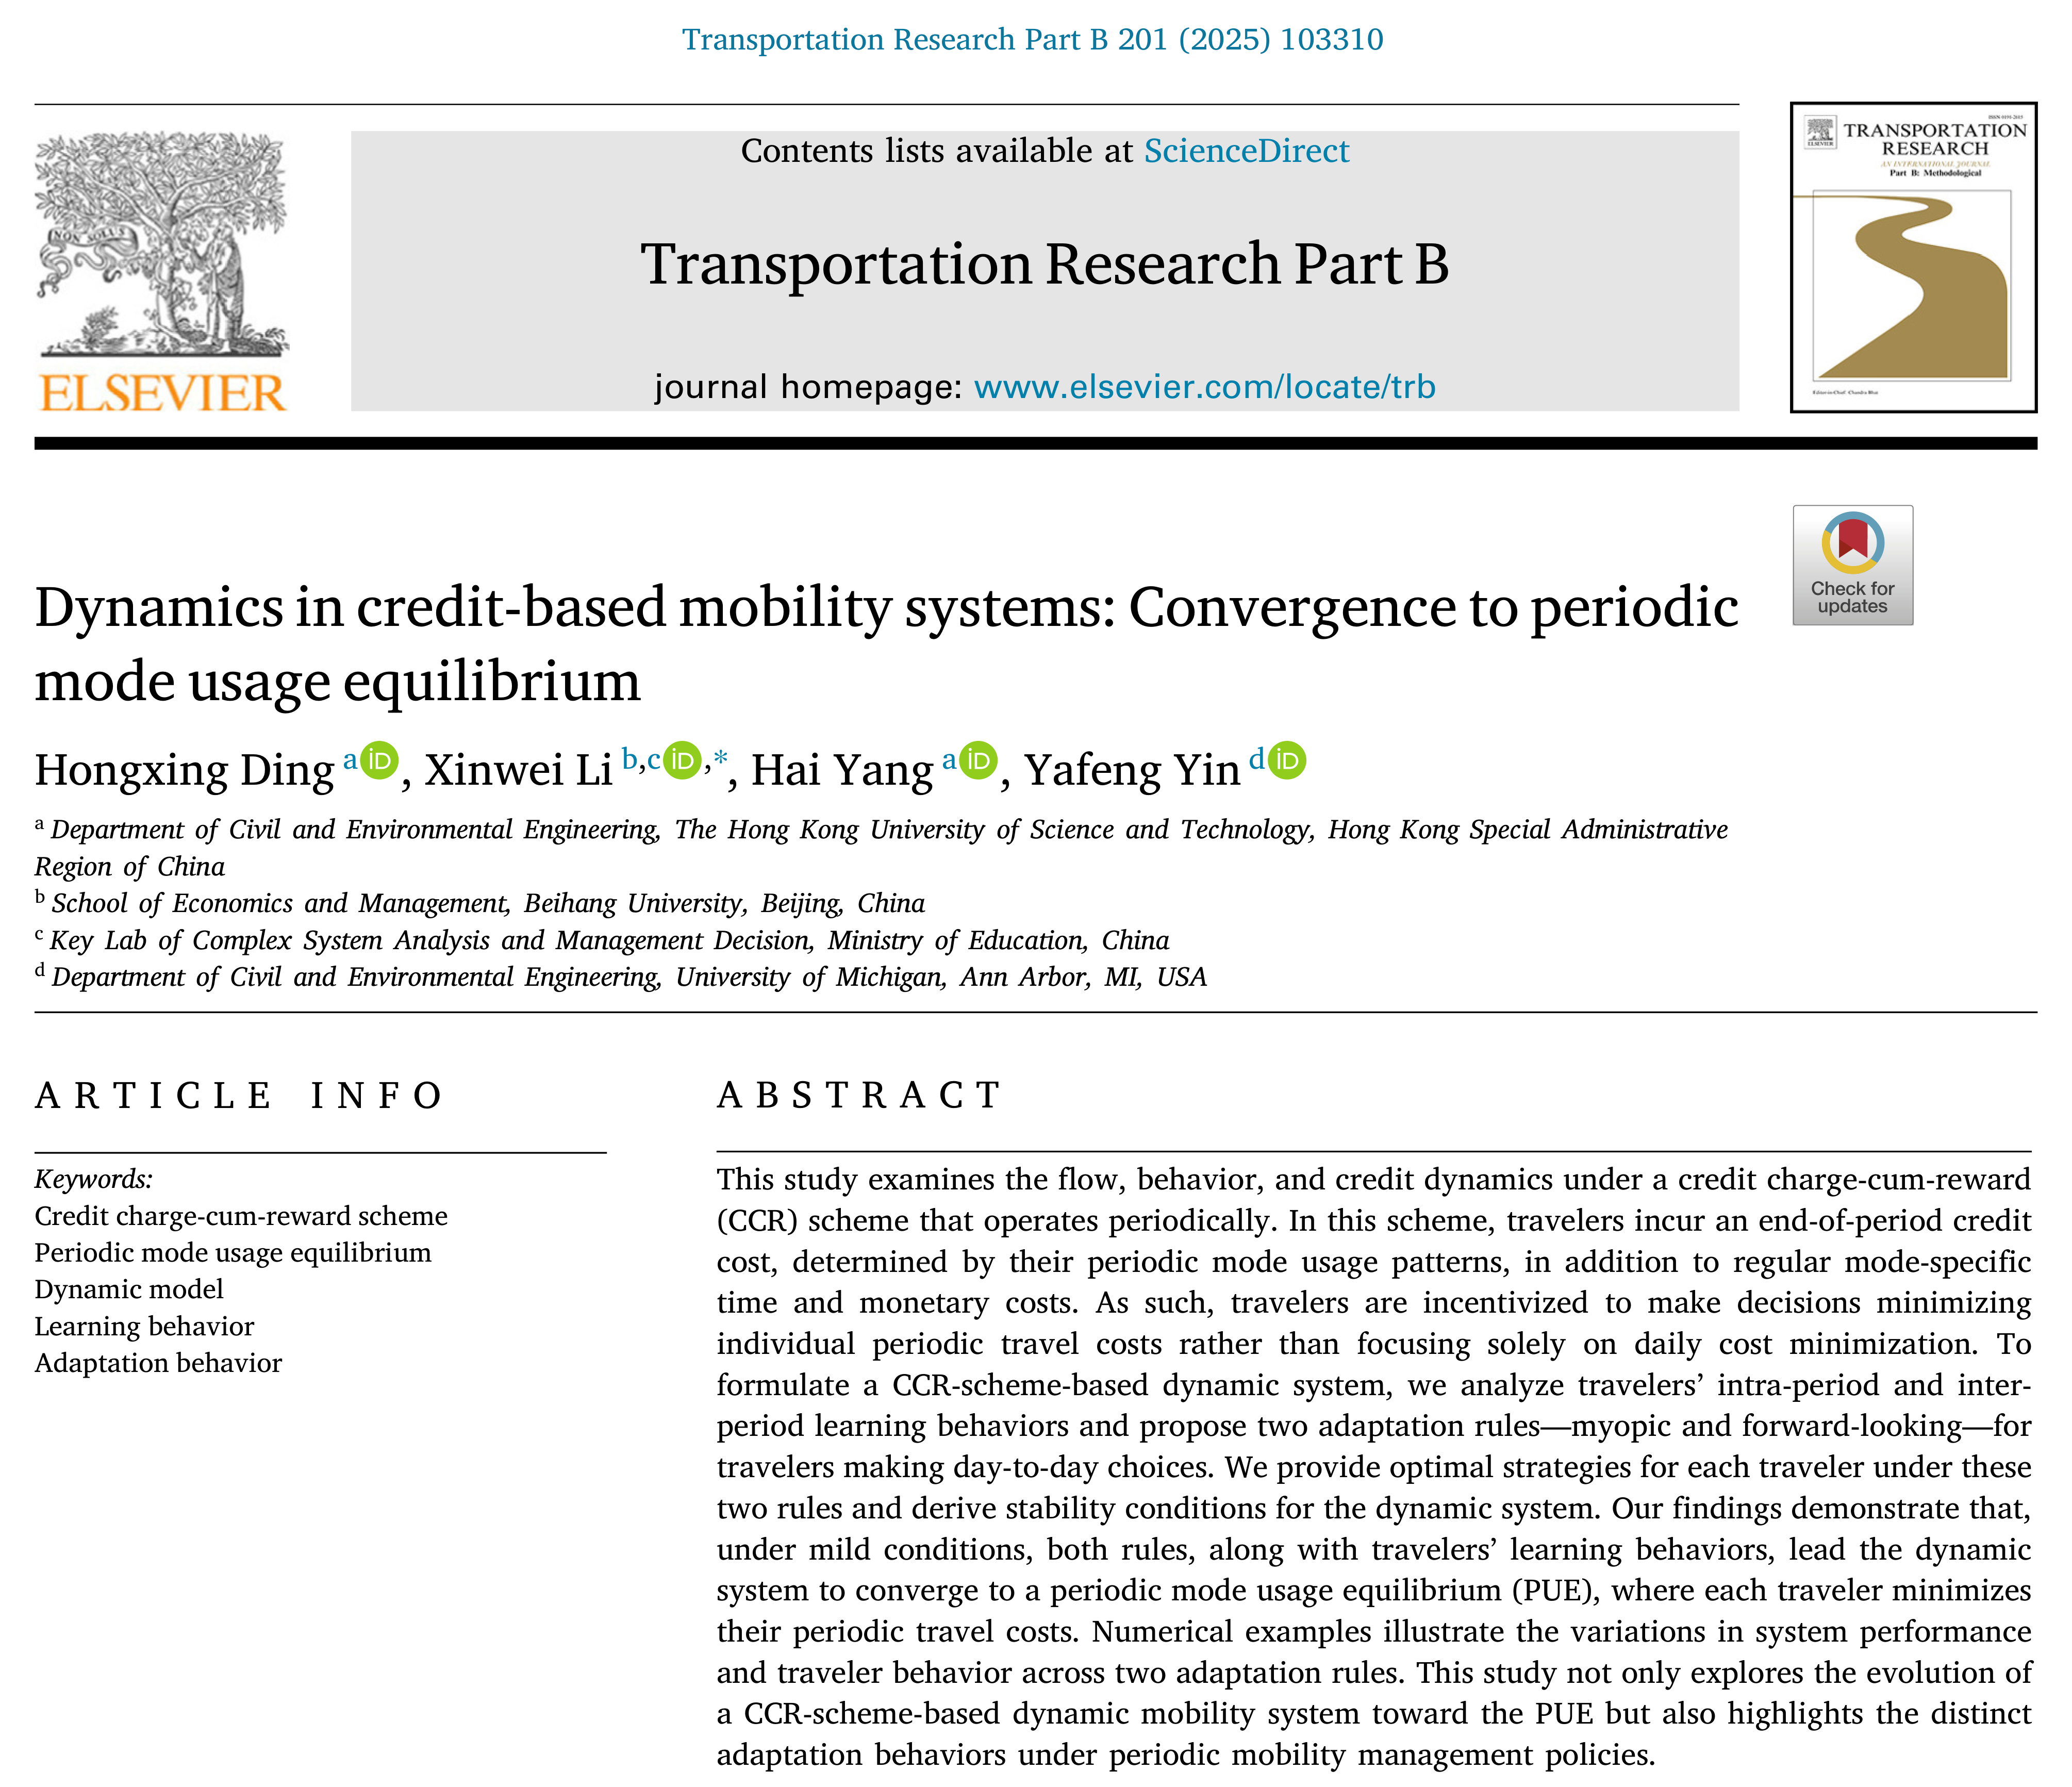 Transportation Research Part B 201 (2025) 103310
Contents lists available at ScienceDirect
Transportation Research Part B
journal homepage: www.elsevier.com/locate/trb
NON SOLUS
ELSEVIER
ISSN 0191-2615
ELSEVIER
TRANSPORTATION
RESEARCH
AN INTERNATIONAL JOURNAL
Part B: Methodological
Editor-in-Chief: Chandra Bhat
Check for
updates
Dynamics in credit-based mobility systems: Convergence to periodic
mode usage equilibrium
Hongxing Ding a iD, Xinwei Li b,c iD,*, Hai Yang a iD, Yafeng Yin d iD
a Department of Civil and Environmental Engineering, The Hong Kong University of Science and Technology, Hong Kong Special Administrative
Region of China
b School of Economics and Management, Beihang University, Beijing, China
c Key Lab of Complex System Analysis and Management Decision, Ministry of Education, China
d Department of Civil and Environmental Engineering, University of Michigan, Ann Arbor, MI, USA
ARTICLE INFO
Keywords:
Credit charge-cum-reward scheme
Periodic mode usage equilibrium
Dynamic model
Learning behavior
Adaptation behavior
ABSTRACT
This study examines the flow, behavior, and credit dynamics under a credit charge-cum-reward
(CCR) scheme that operates periodically. In this scheme, travelers incur an end-of-period credit
cost, determined by their periodic mode usage patterns, in addition to regular mode-specific
time and monetary costs. As such, travelers are incentivized to make decisions minimizing
individual periodic travel costs rather than focusing solely on daily cost minimization. To
formulate a CCR-scheme-based dynamic system, we analyze travelers’ intra-period and inter-
period learning behaviors and propose two adaptation rules—myopic and forward-looking—for
travelers making day-to-day choices. We provide optimal strategies for each traveler under these
two rules and derive stability conditions for the dynamic system. Our findings demonstrate that,
under mild conditions, both rules, along with travelers’ learning behaviors, lead the dynamic
system to converge to a periodic mode usage equilibrium (PUE), where each traveler minimizes
their periodic travel costs. Numerical examples illustrate the variations in system performance
and traveler behavior across two adaptation rules. This study not only explores the evolution of
a CCR-scheme-based dynamic mobility system toward the PUE but also highlights the distinct
adaptation behaviors under periodic mobility management policies.